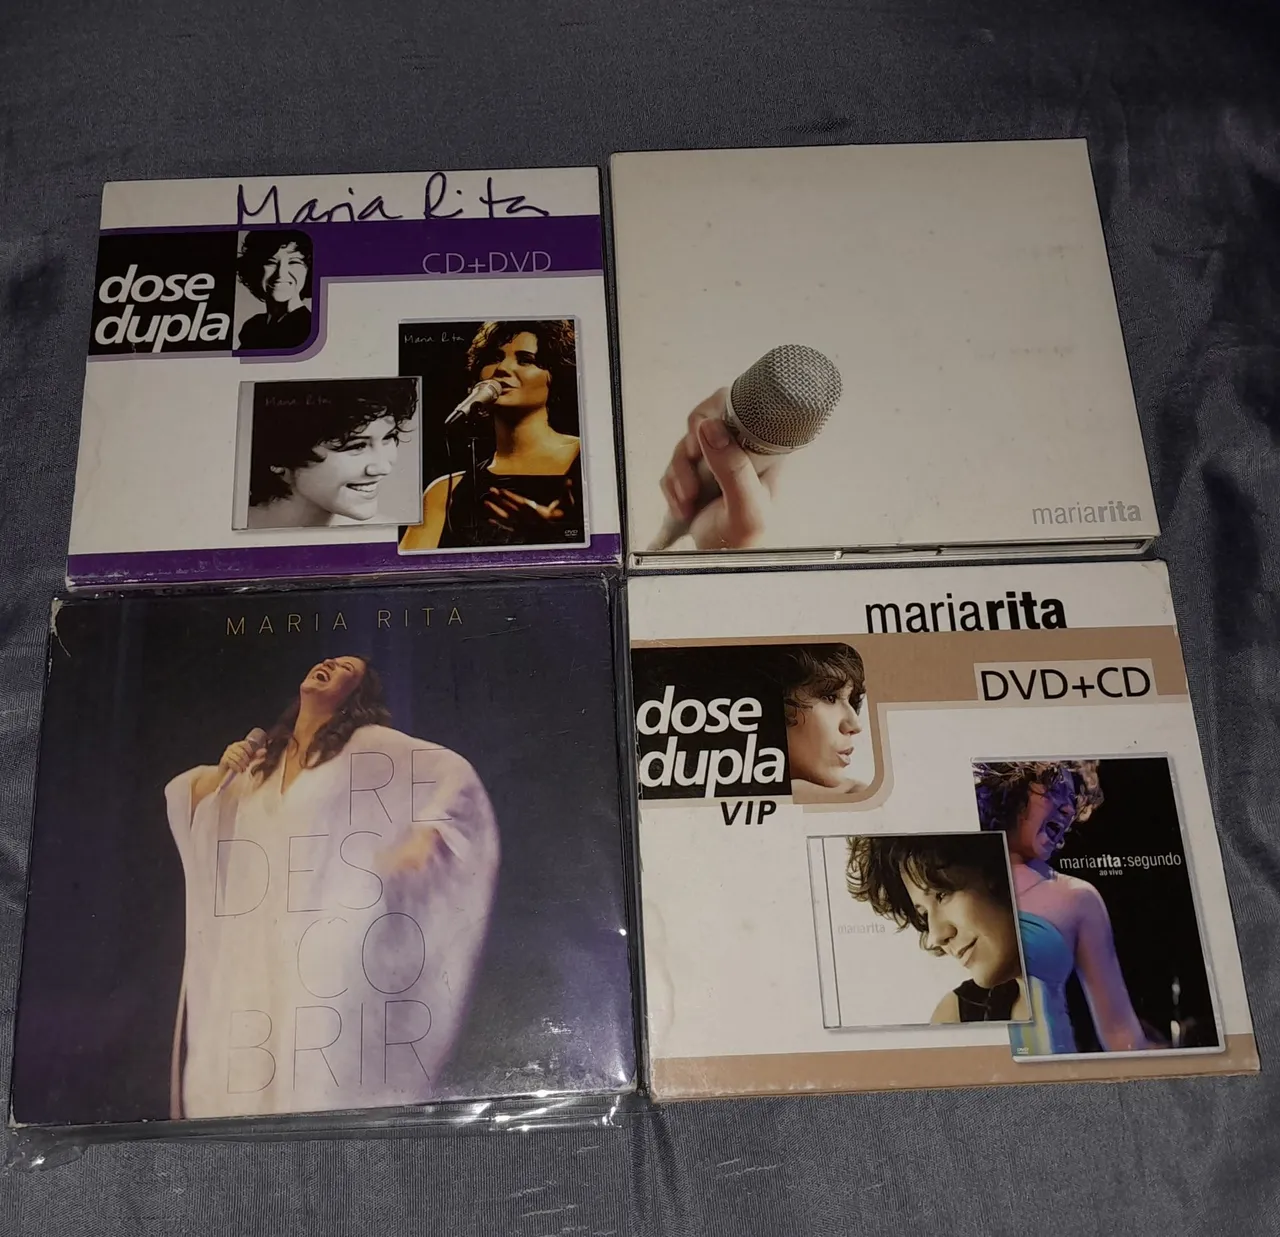 Maria Rita
CD+DVD
dose
dupla
Maria Rita
Maria Rita
mariarita
MARIA RITA
RE
DES
CO
BRIR
mariarita
DVD+CD
dose
dupla
VIP
mariarita:segundo
ao vivo
mariarita